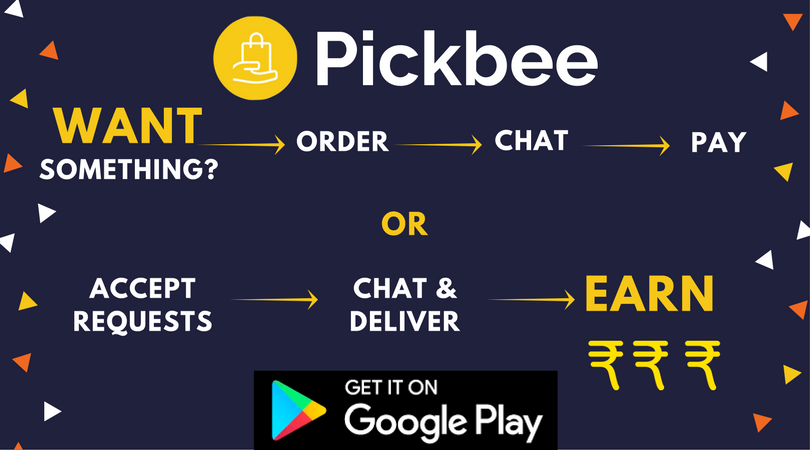 Pickbee
WANT
SOMETHING?
ORDER
CHAT
PAY
OR
ACCEPT
REQUESTS
CHAT &
DELIVER
EARN
₹ ₹ ₹
GET IT ON
Google Play